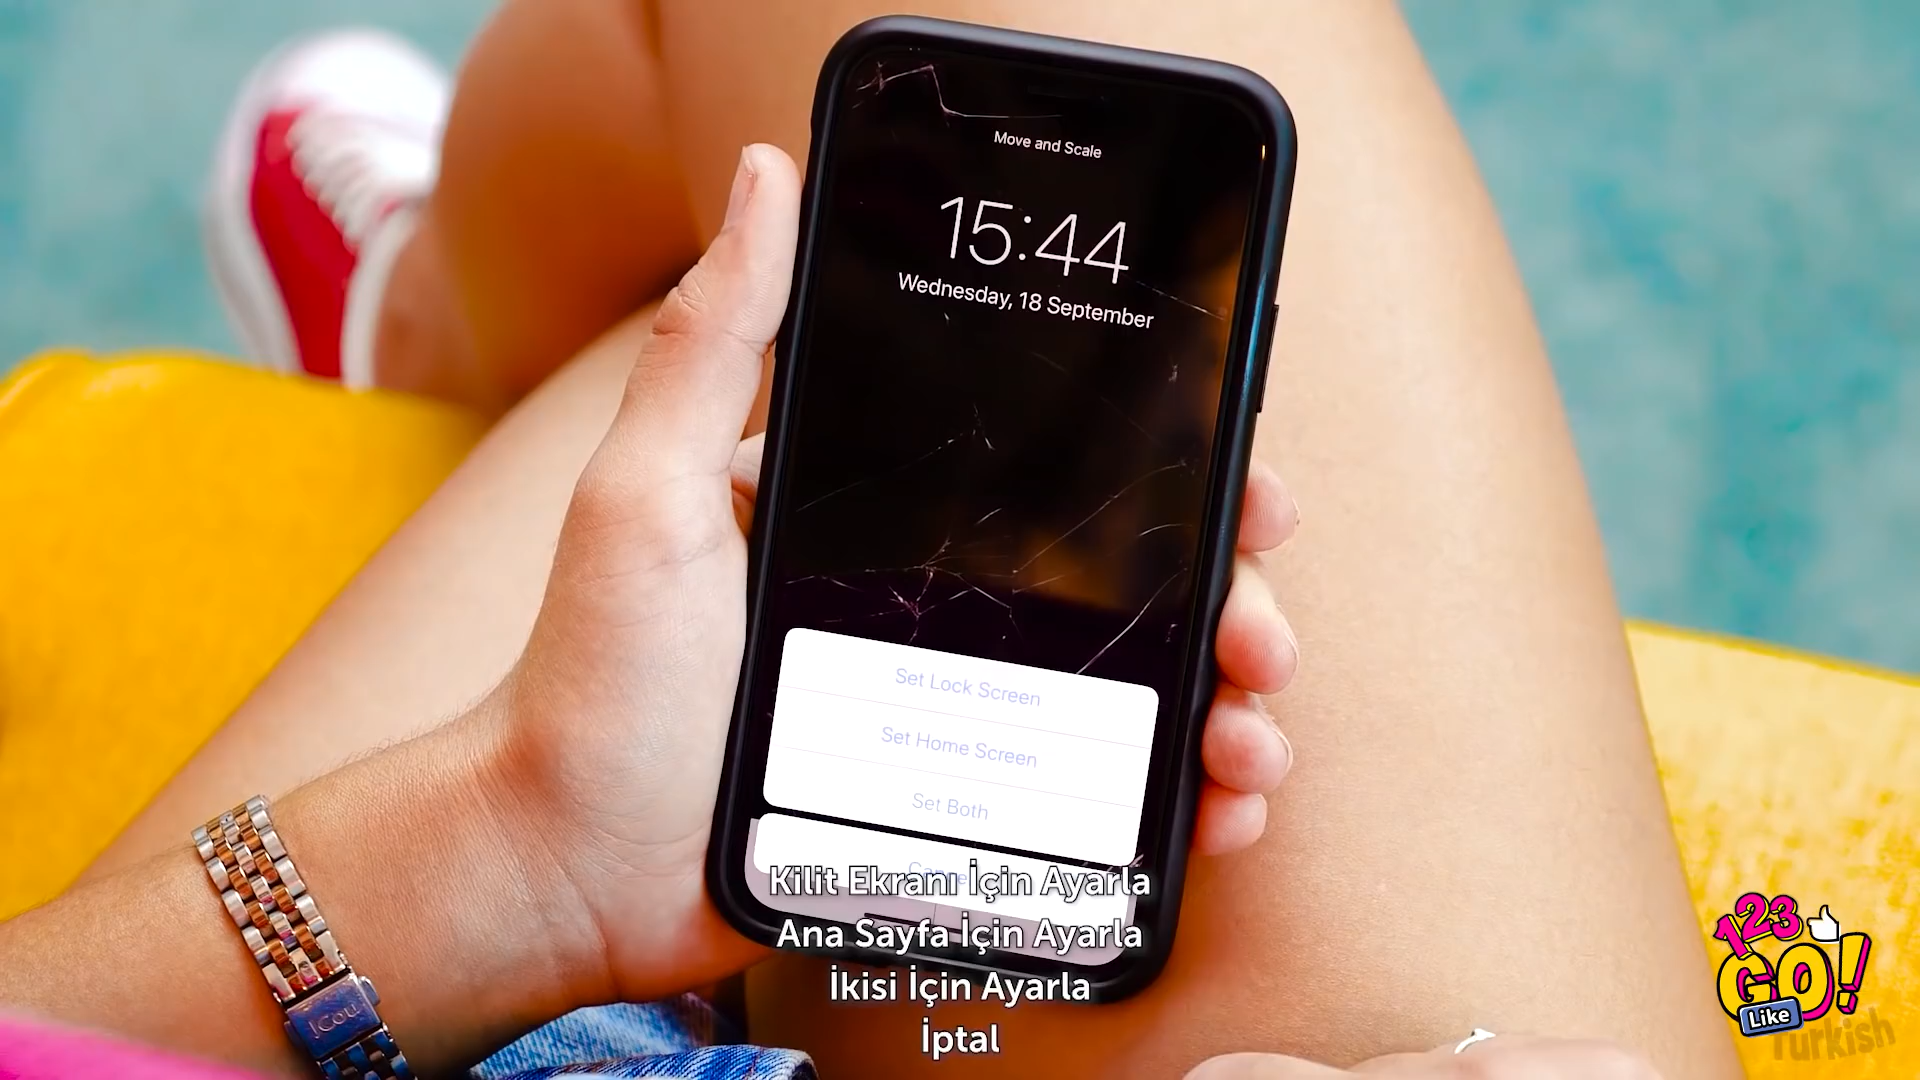 Move and Scale
15:44
Wednesday, 18 September
Set Lock Screen
Set Home Screen
Set Both
Kilit Ekranı İçin Ayarla
Ana Sayfa İçin Ayarla
İkisi İçin Ayarla
İptal
123
GO!
Like
Turkish